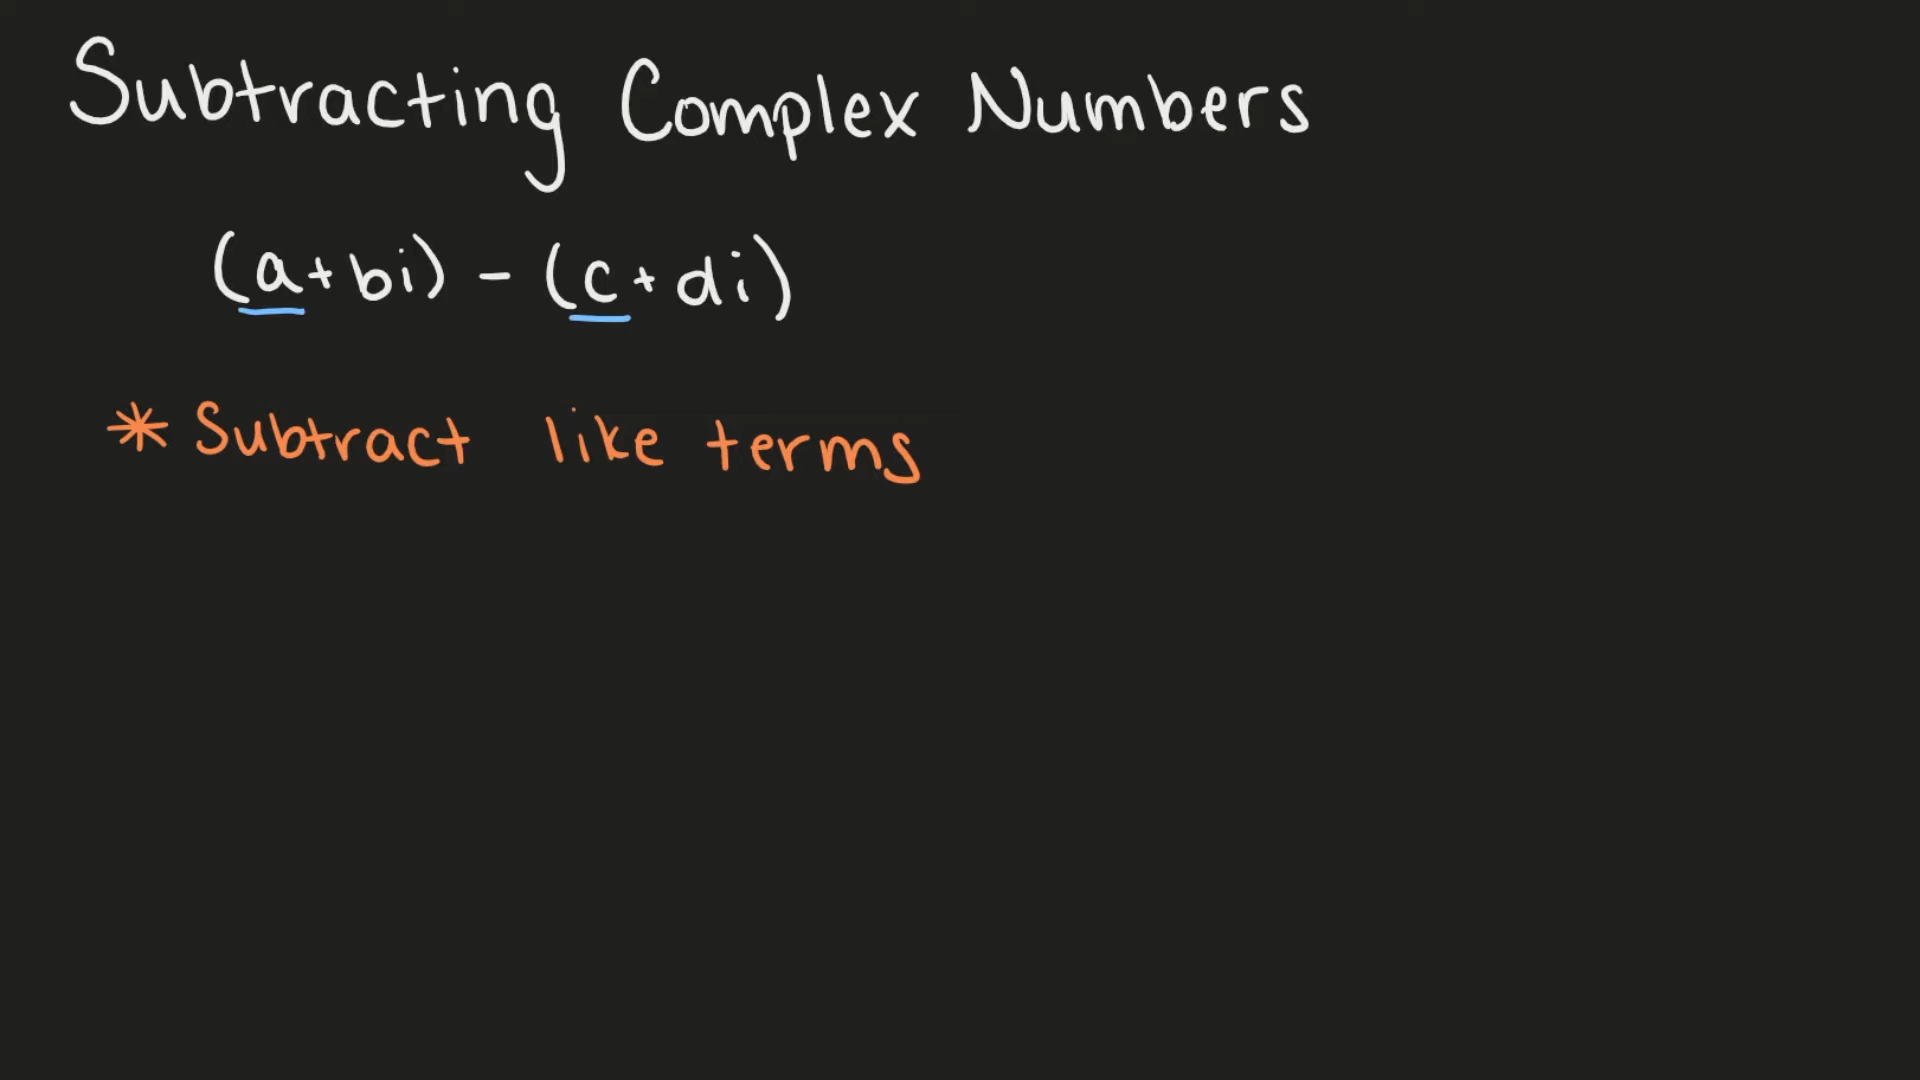 Subtracting Complex Numbers
(a+bi) - (c+di)
* Subtract like terms